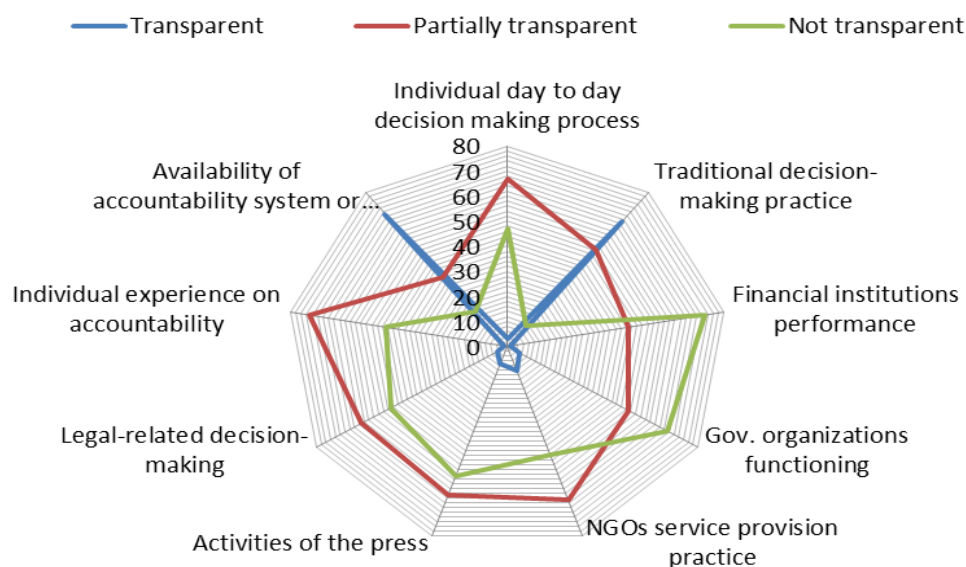 Transparent
Partially transparent
Not transparent
Individual day to day
decision making process
80
70
60
50
40
30
20
10
0
Traditional decision-
making practice
Financial institutions
performance
Gov. organizations
functioning
NGOs service provision
practice
Activities of the press
Legal-related decision-
making
Individual experience on
accountability
Availability of
accountability system or...